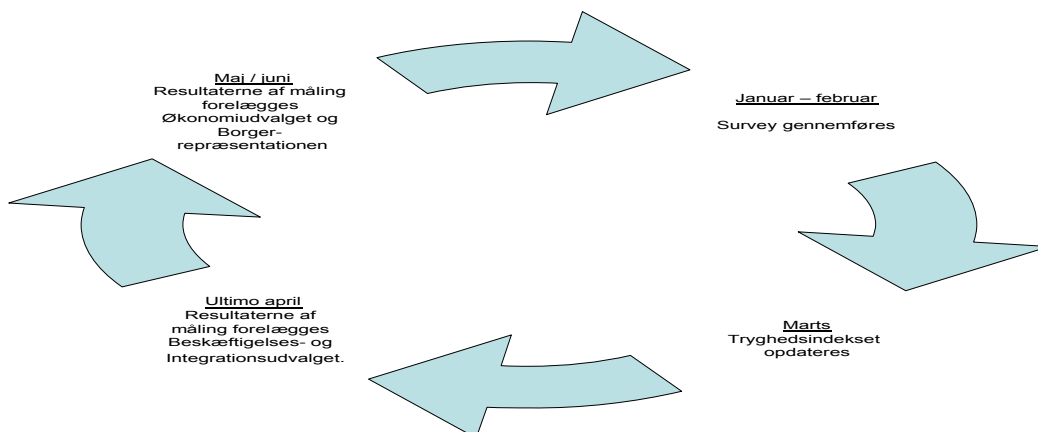 Maj / juni
Resultaterne af måling
forelægges
Økonomiudvalget og
Borger-
repræsentationen
Januar – februar
Survey gennemføres
Marts
Tryghedsindekset
opdateres
Ultimo april
Resultaterne af
måling forelægges
Beskæftigelses- og
Integrationsudvalget.